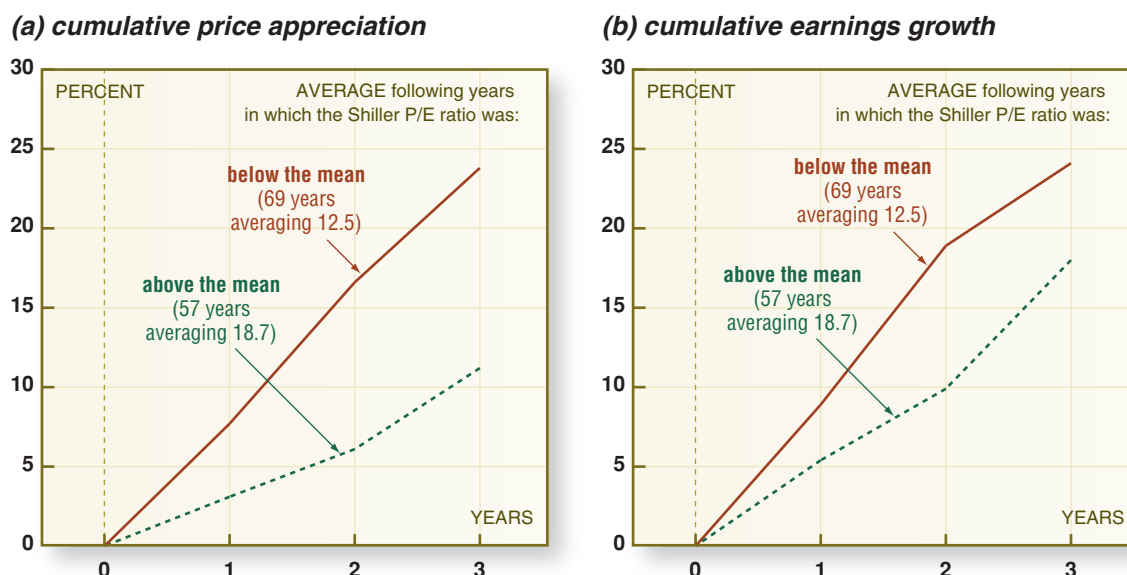 (a) cumulative price appreciation
30
25
20
15
10
5
0
PERCENT
AVERAGE following years
in which the Shiller P/E ratio was:
below the mean
(69 years
averaging 12.5)
above the mean
(57 years
averaging 18.7)
YEARS
0 1 2 3
(b) cumulative earnings growth
30
25
20
15
10
5
0
PERCENT
AVERAGE following years
in which the Shiller P/E ratio was:
below the mean
(69 years
averaging 12.5)
above the mean
(57 years
averaging 18.7)
YEARS
0 1 2 3